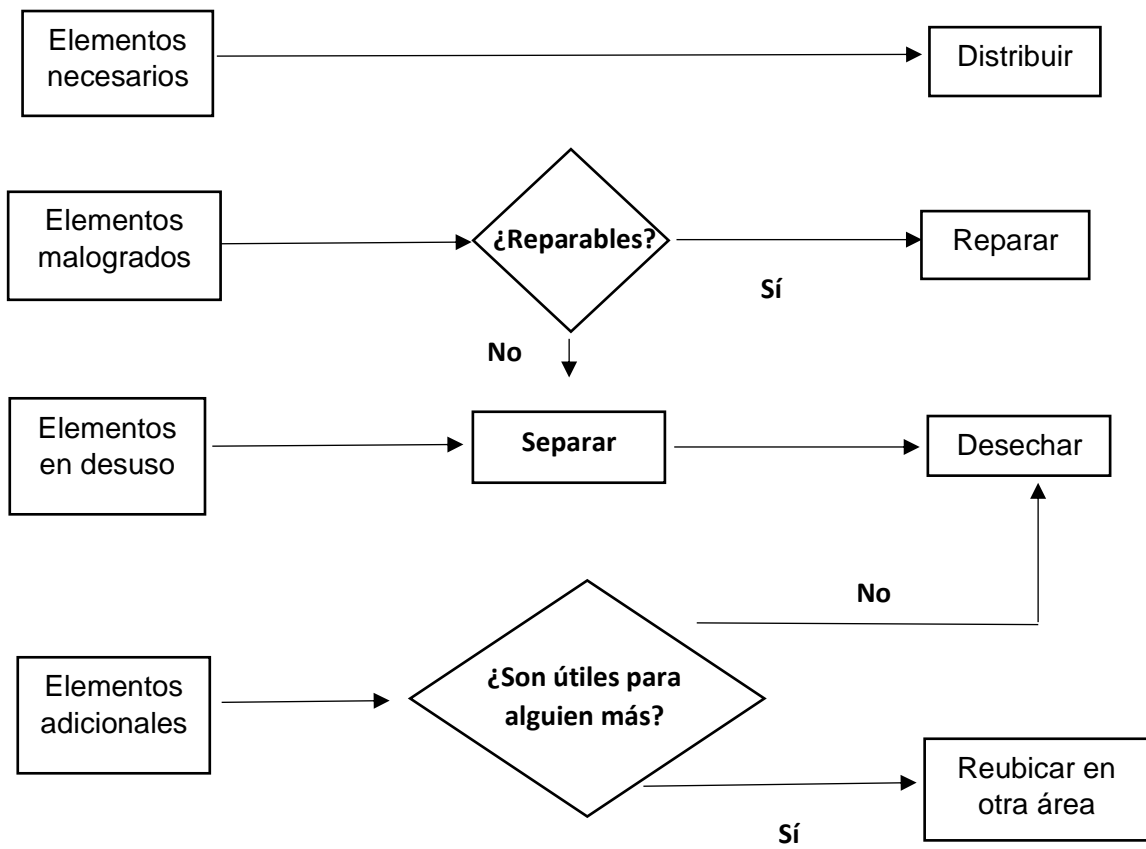 Elementos
necesarios
Distribuir
Elementos
malogrados
¿Reparables?
Reparar
Sí
No
Elementos
en desuso
Separar
Desechar
No
Elementos
adicionales
¿Son útiles para
alguien más?
Reubicar en
otra área
Sí